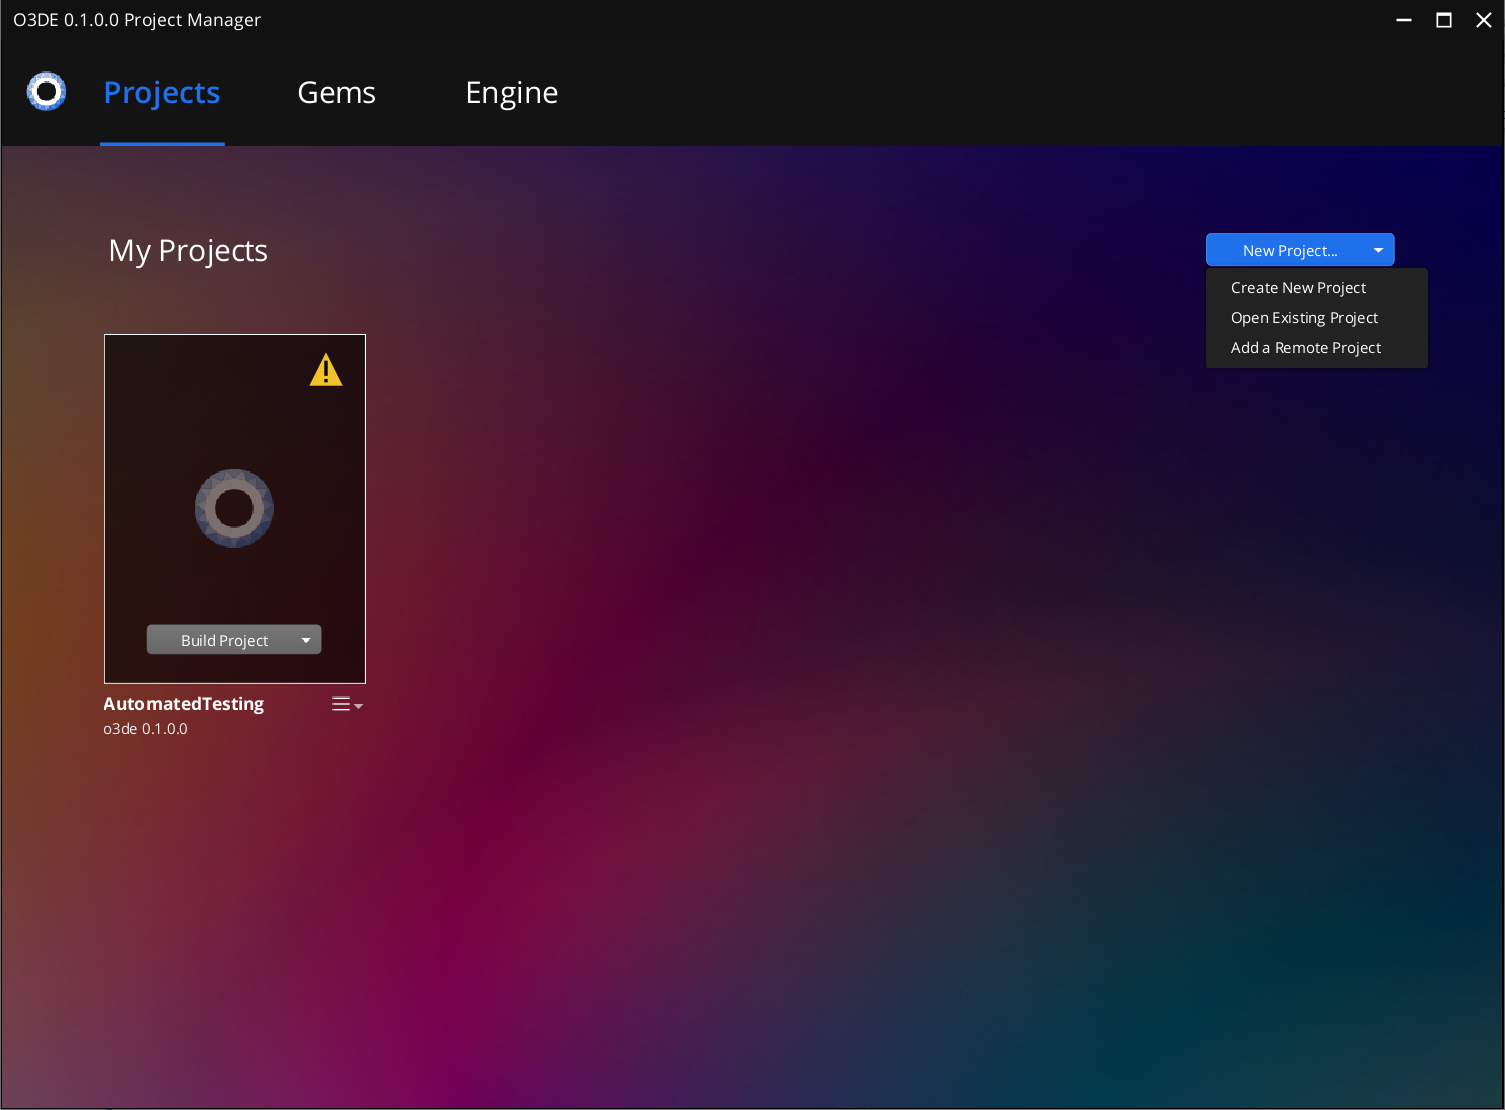 O3DE 0.1.0.0 Project Manager
Projects
Gems
Engine
My Projects
New Project...
Create New Project
Open Existing Project
Add a Remote Project
Build Project
AutomatedTesting
o3de 0.1.0.0